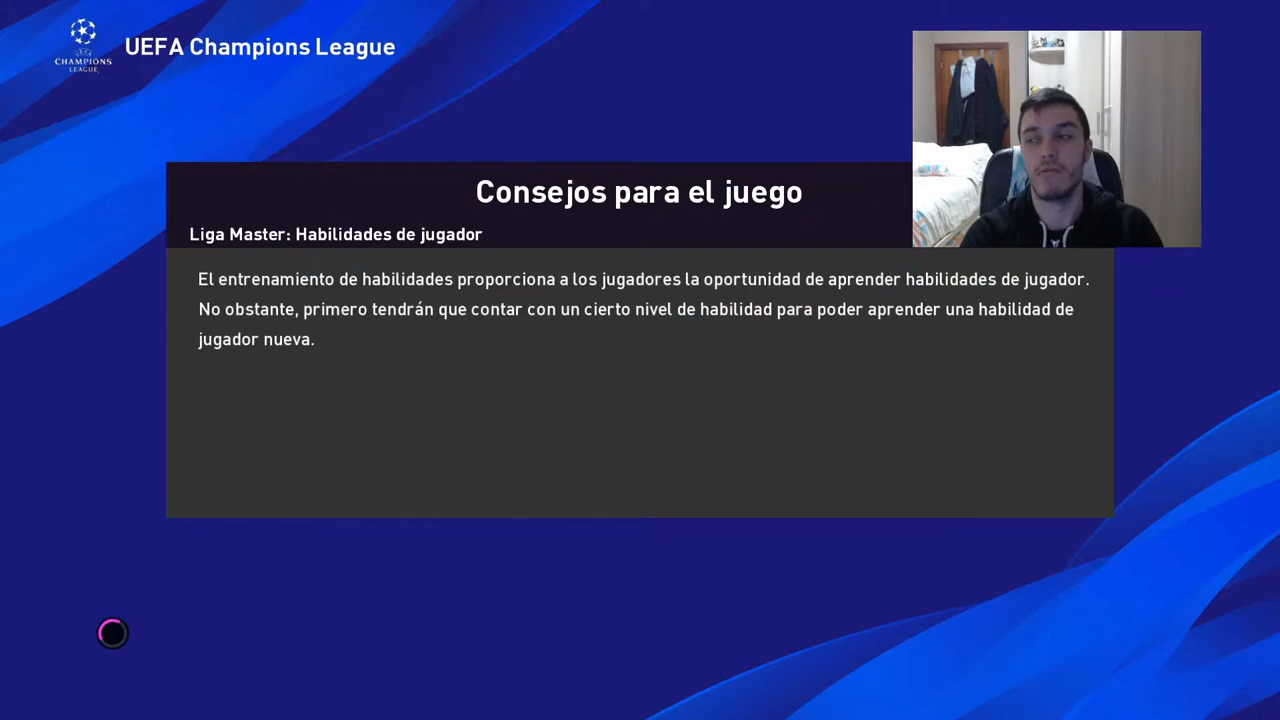 UEFA CHAMPIONS LEAGUE
UEFA Champions League
Consejos para el juego
Liga Master: Habilidades de jugador
El entrenamiento de habilidades proporciona a los jugadores la oportunidad de aprender habilidades de jugador.
No obstante, primero tendrán que contar con un cierto nivel de habilidad para poder aprender una habilidad de
jugador nueva.